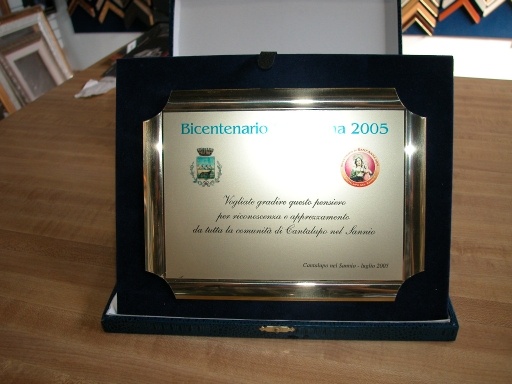 Bicentenario 2005
Vogliate gradire questo pensiero
per riconoscenza e apprezzamento
da tutta la comunità di Cantalupo nel Sannio
Cantalupo nel Sannio - luglio 2005